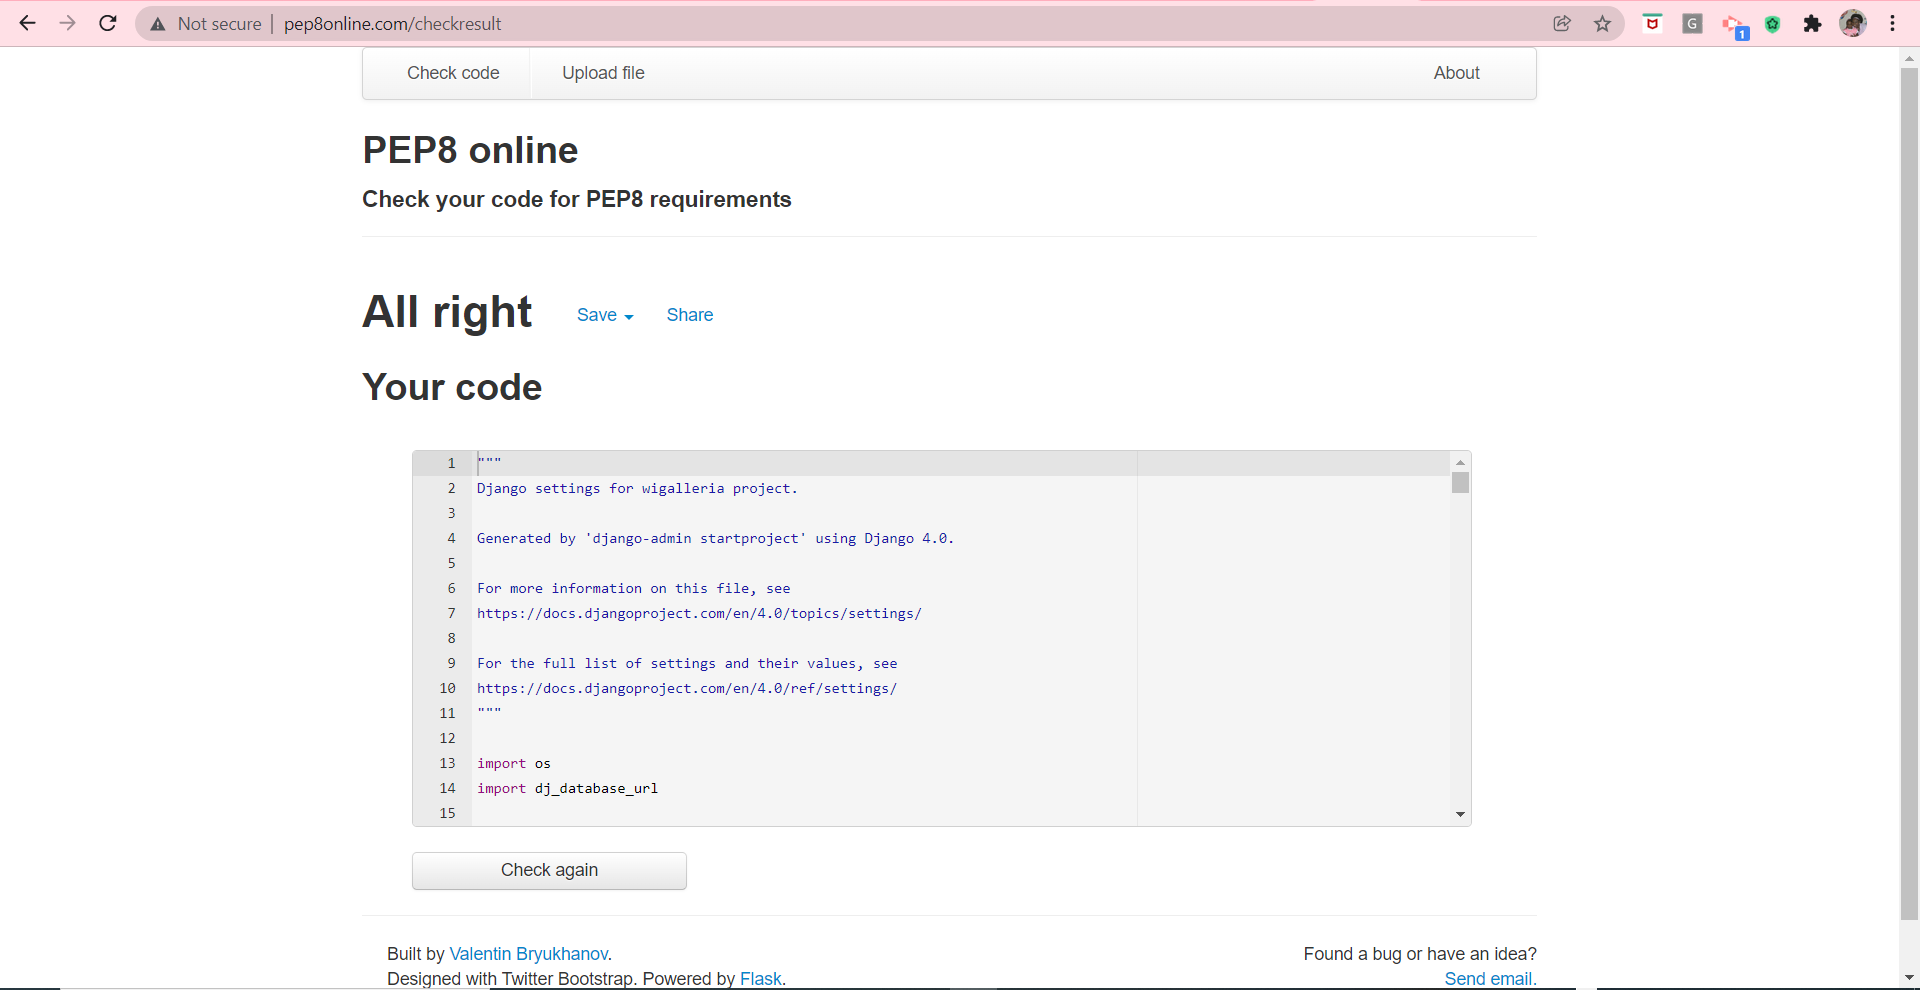 Not secure | pep8online.com/checkresult
G
1
Check code Upload file About
PEP8 online
Check your code for PEP8 requirements
All right Save Share
Your code
1 """
2 Django settings for wigalleria project.
3
4 Generated by 'django-admin startproject' using Django 4.0.
5
6 For more information on this file, see
7 https://docs.djangoproject.com/en/4.0/topics/settings/
8
9 For the full list of settings and their values, see
10 https://docs.djangoproject.com/en/4.0/ref/settings/
11 """
12
13 import os
14 import dj_database_url
15
Check again
Built by Valentin Bryukhanov. Found a bug or have an idea?
Designed with Twitter Bootstrap. Powered by Flask. Send email.